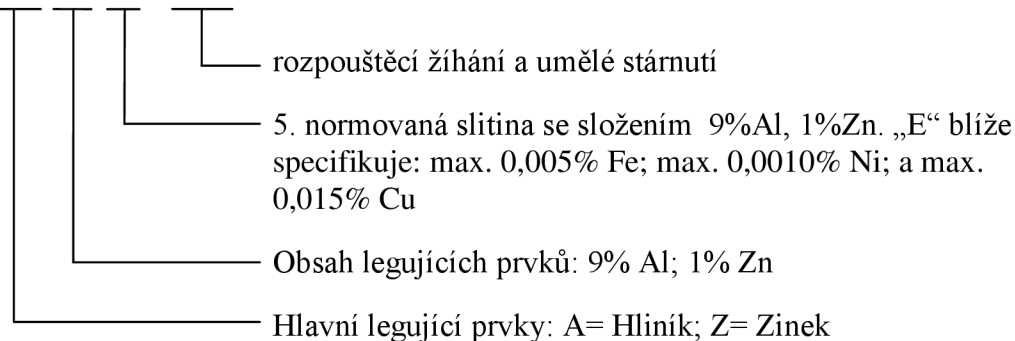 rozpouštěcí žíhání a umělé stárnutí
5. normovaná slitina se složením 9%Al, 1%Zn. „E“ blíže
specifikuje: max. 0,005% Fe; max. 0,0010% Ni; a max.
0,015% Cu
Obsah legujících prvků: 9% Al; 1% Zn
Hlavní legující prvky: A= Hliník; Z= Zinek